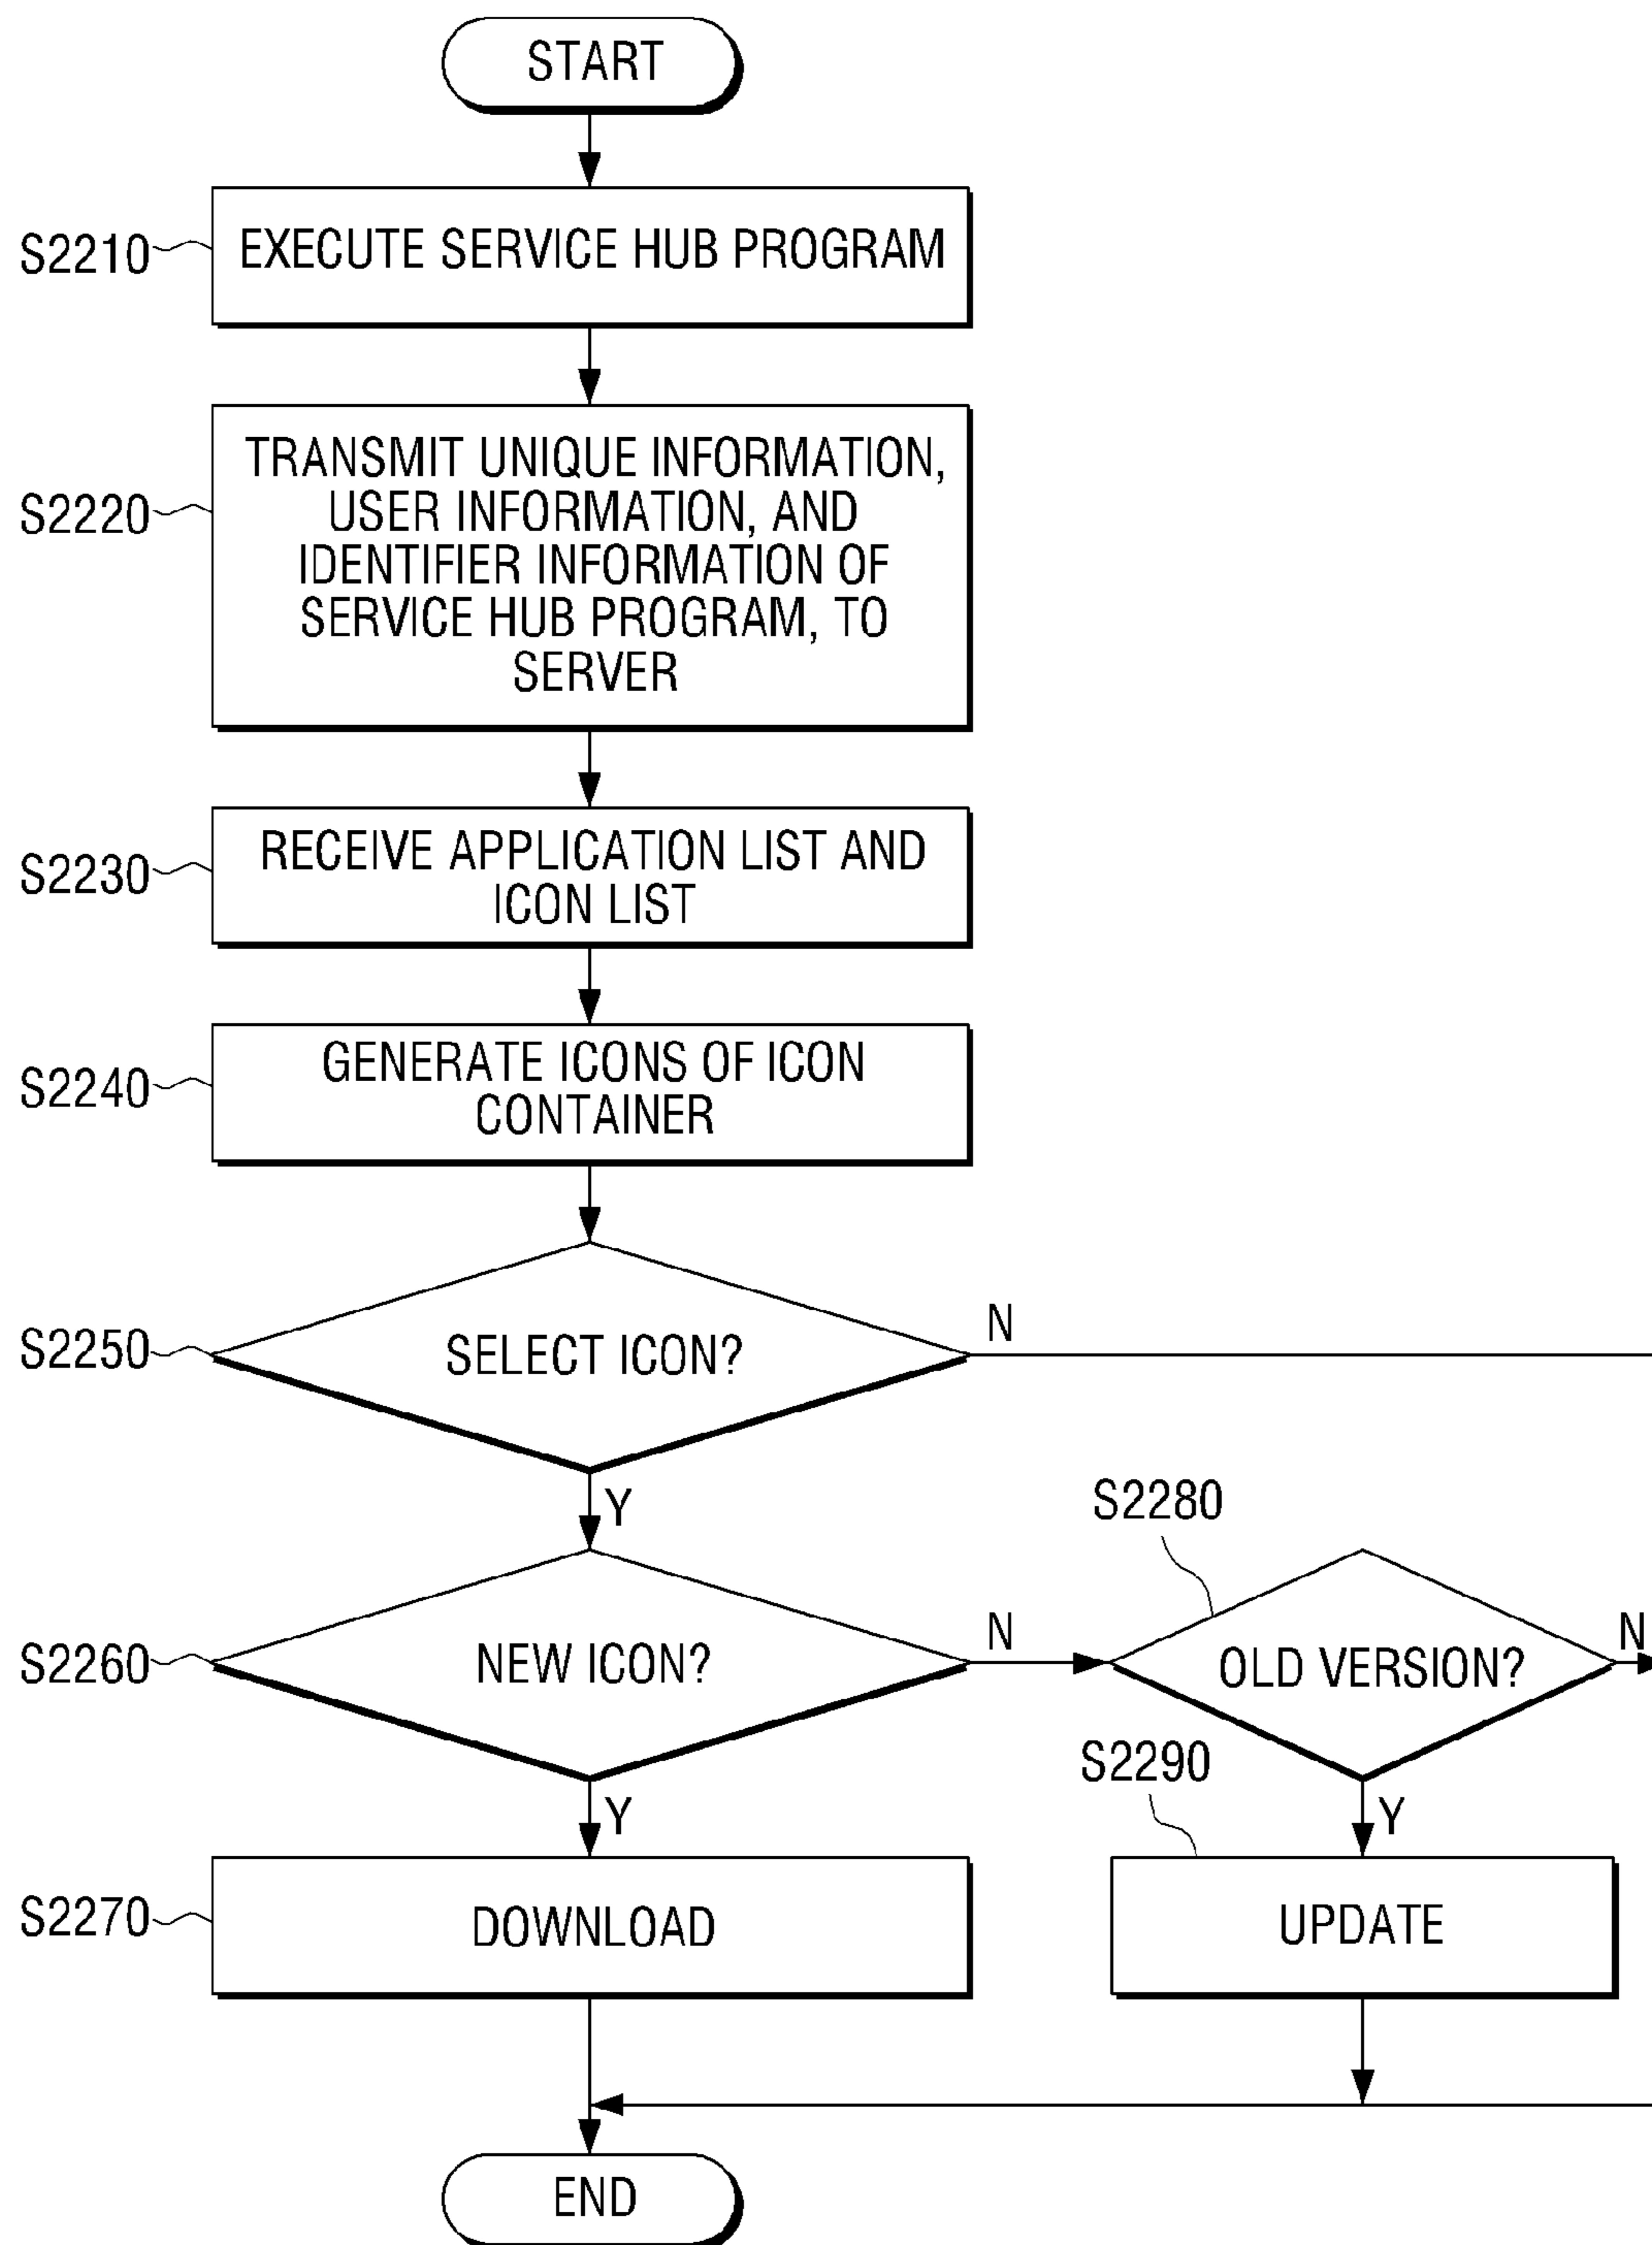 START
S2210
EXECUTE SERVICE HUB PROGRAM
S2220
TRANSMIT UNIQUE INFORMATION,
USER INFORMATION, AND
IDENTIFIER INFORMATION OF
SERVICE HUB PROGRAM, TO
SERVER
S2230
RECEIVE APPLICATION LIST AND
ICON LIST
S2240
GENERATE ICONS OF ICON
CONTAINER
S2250
SELECT ICON?
N
Y
S2260
NEW ICON?
N
S2280
OLD VERSION?
N
Y
S2270
DOWNLOAD
S2290
Y
UPDATE
END